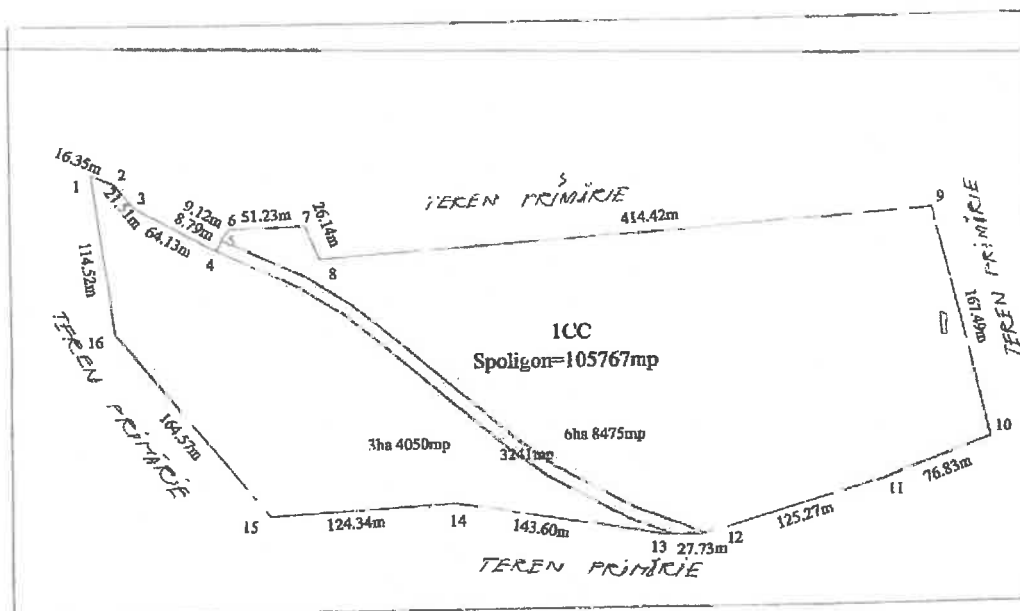 16.35m
1
2
21.51m
3
64.13m
9.12m
8.79m
4
5
6
51.23m
7
26.14m
8
S
TEREN PRIMĂRIE
414.42m
9
167.49m
TEREN PRIMĂRIE
10
76.83m
11
125.27m
12
27.73m
13
143.60m
14
124.34m
15
164.57m
16
114.52m
TEREN PRIMĂRIE
1CC
Spoligon=105767mp
3ha 4050mp
6ha 8475mp
3241mp
TEREN PRIMĂRIE